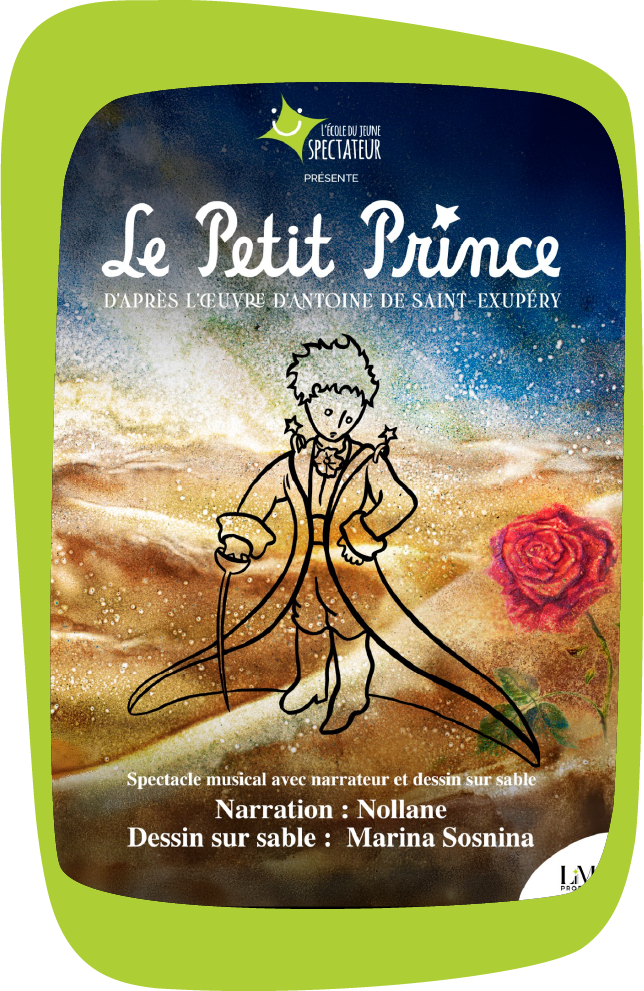 L'ÉCOLE DU JEUNE
SPECTATEUR
PRÉSENTE
Le Petit Prince
D'APRÈS L'ŒUVRE D'ANTOINE DE SAINT-EXUPÉRY
Spectacle musical avec narrateur et dessin sur sable
Narration : Nollane
Dessin sur sable : Marina Sosnina